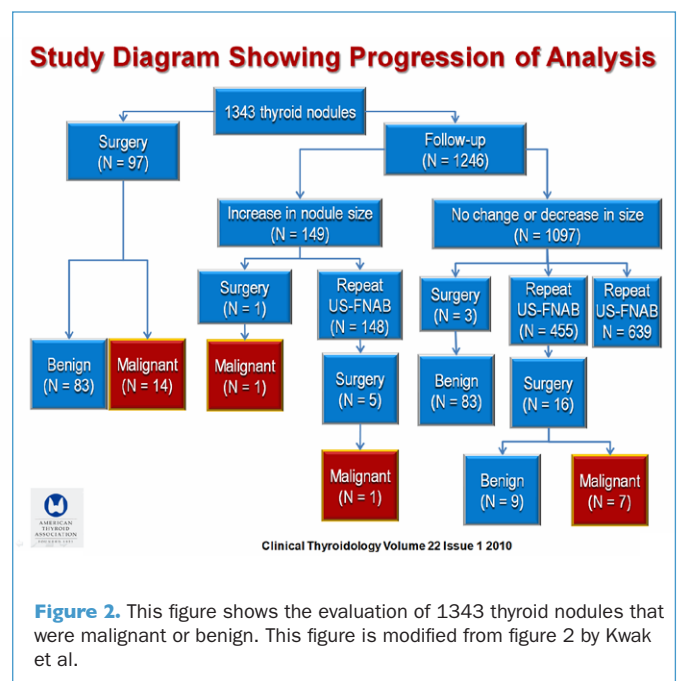 Study Diagram Showing Progression of Analysis
1343 thyroid nodules
Surgery
(N = 97)
Follow-up
(N = 1246)
Increase in nodule size
(N = 149)
No change or decrease in size
(N = 1097)
Surgery
(N = 1)
Repeat
US-FNAB
(N = 148)
Surgery
(N = 3)
Repeat
US-FNAB
(N = 455)
Repeat
US-FNAB
N = 639
Benign
(N = 83)
Malignant
(N = 14)
Malignant
(N = 1)
Surgery
(N = 5)
Benign
(N = 83)
Surgery
(N = 16)
Malignant
(N = 1)
Benign
(N = 9)
Malignant
(N = 7)
AMERICAN
THYROID
ASSOCIATION
Clinical Thyroidology Volume 22 Issue 1 2010
Figure 2. This figure shows the evaluation of 1343 thyroid nodules that
were malignant or benign. This figure is modified from figure 2 by Kwak
et al.